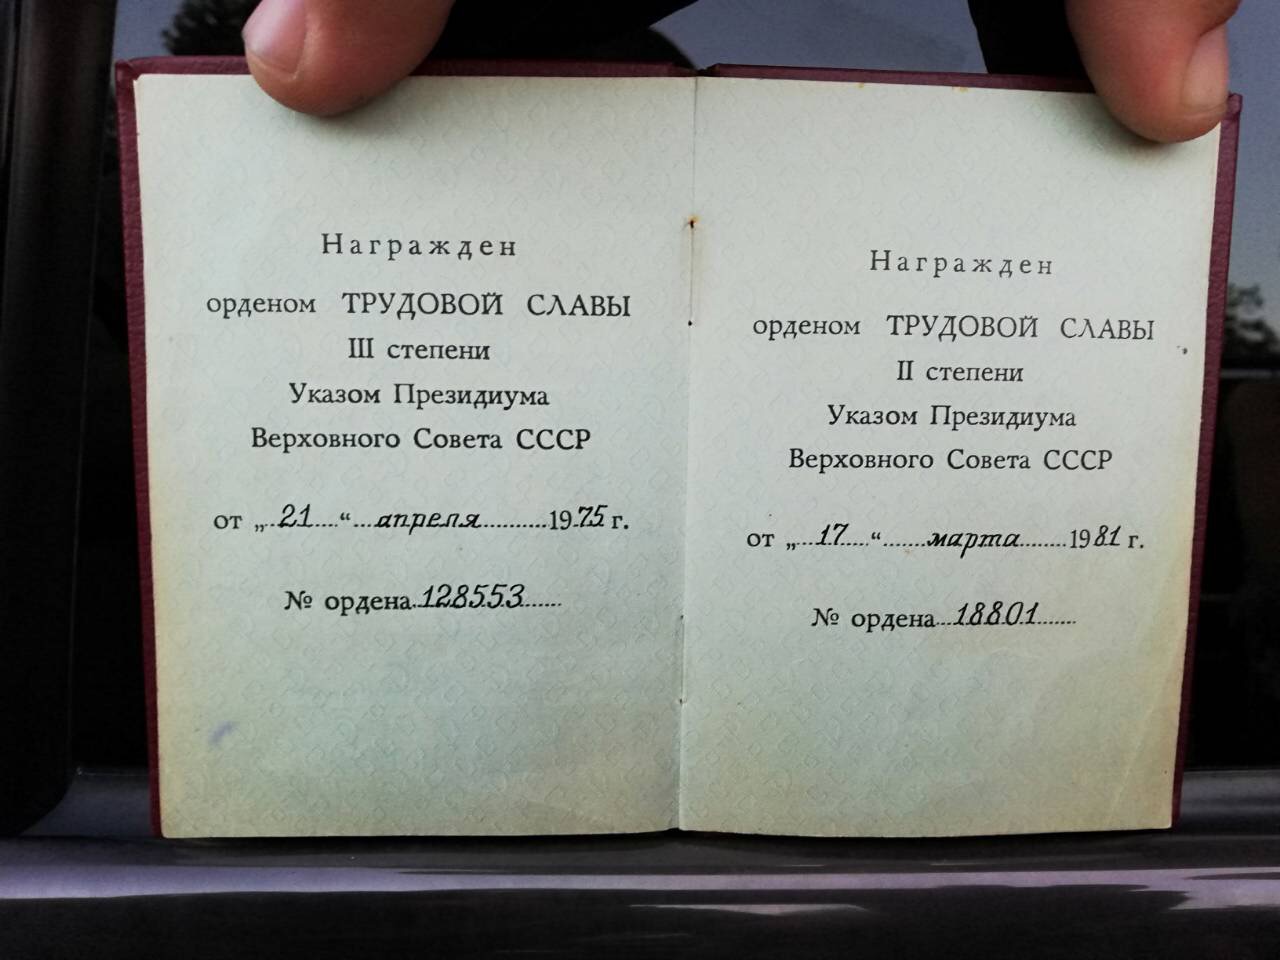 Награжден
орденом ТРУДОВОЙ СЛАВЫ
III степени
Указом Президиума
Верховного Совета СССР
от „ 21 “ апреля 1975 г.
№ ордена 128553
Награжден
орденом ТРУДОВОЙ СЛАВЫ
II степени
Указом Президиума
Верховного Совета СССР
от „ 17 “ марта 1981 г.
№ ордена 18801